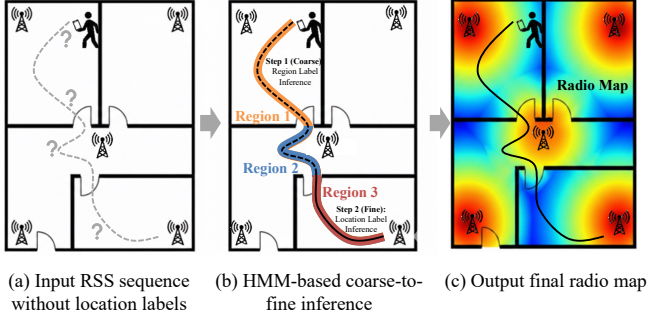 ?
?
?
?
Step 1 (Coarse)
Region Label
Inference
Region 1
Region 2
Region 3
Step 2 (Fine):
Location Label
Inference
Radio Map
(a) Input RSS sequence
without location labels
(b) HMM-based coarse-to-
fine inference
(c) Output final radio map